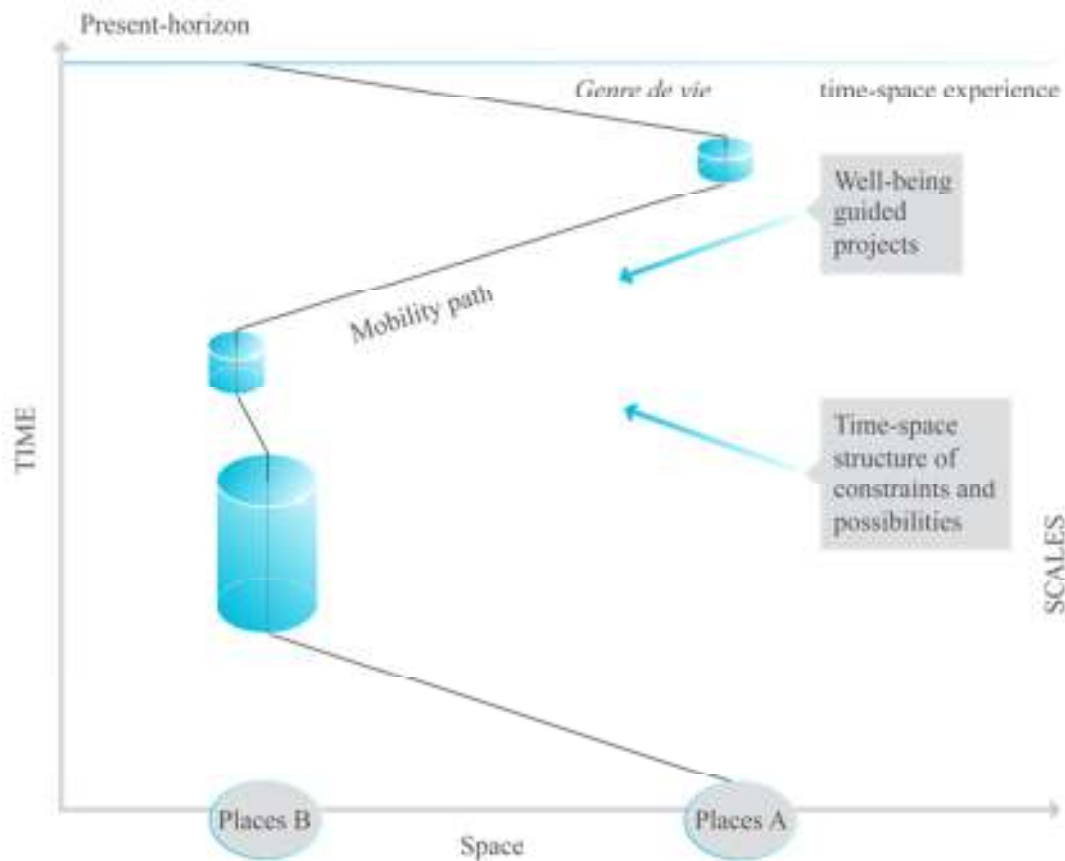 Present-horizon
Genre de vie
time-space experience
Well-being
guided
projects
Mobility path
TIME
Time-space
structure of
constraints and
possibilities
SCALES
Places B
Places A
Space